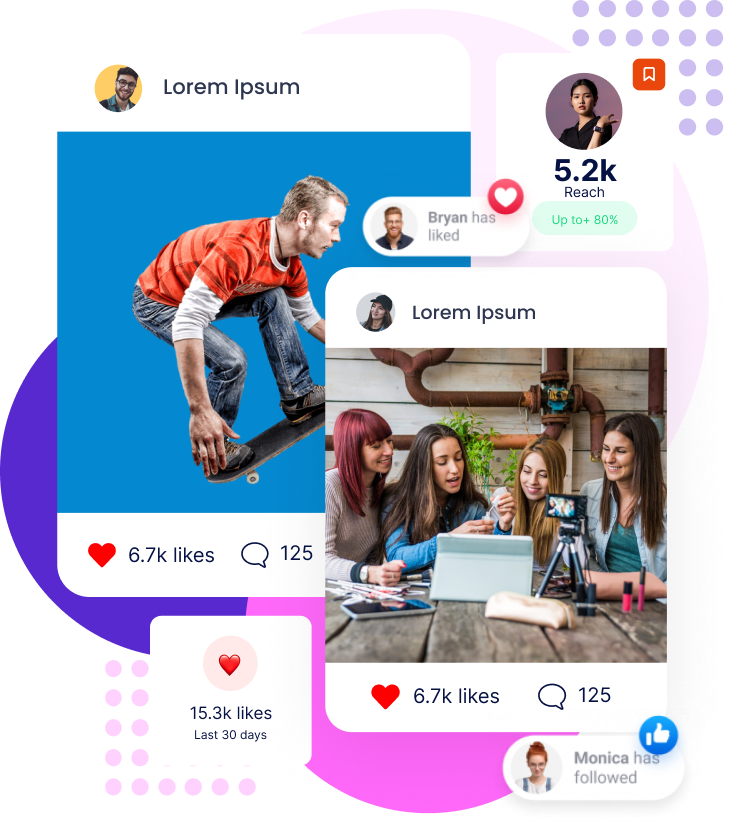 Lorem Ipsum
5.2k
Reach
Up to+ 80%
Bryan has
liked
Lorem Ipsum
6.7k likes
125
6.7k likes
125
15.3k likes
Last 30 days
Monica has
followed